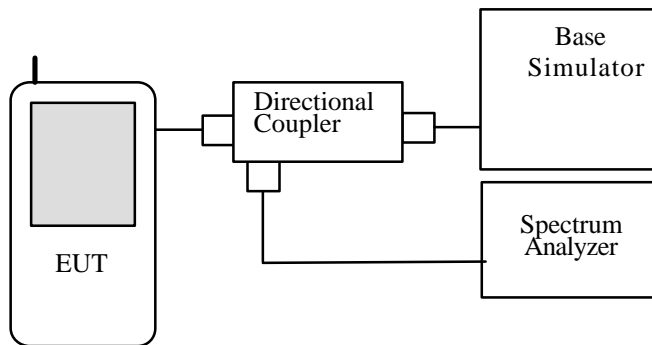 Base
Simulator
Directional
Coupler
EUT
Spectrum
Analyzer